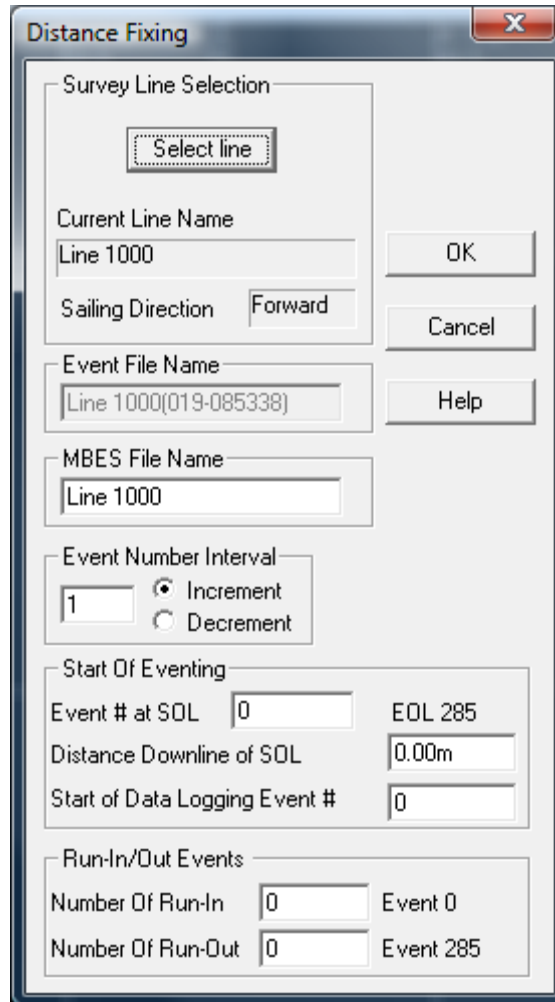 Distance Fixing
Survey Line Selection
Select line
Current Line Name
Line 1000
Sailing Direction Forward
OK
Cancel
Help
Event File Name
Line 1000(019-085338)
MBES File Name
Line 1000
Event Number Interval
1
Increment
Decrement
Start Of Eventing
Event # at SOL 0 EOL 285
Distance Downline of SOL 0.00m
Start of Data Logging Event # 0
Run-In/Out Events
Number Of Run-In 0 Event 0
Number Of Run-Out 0 Event 285